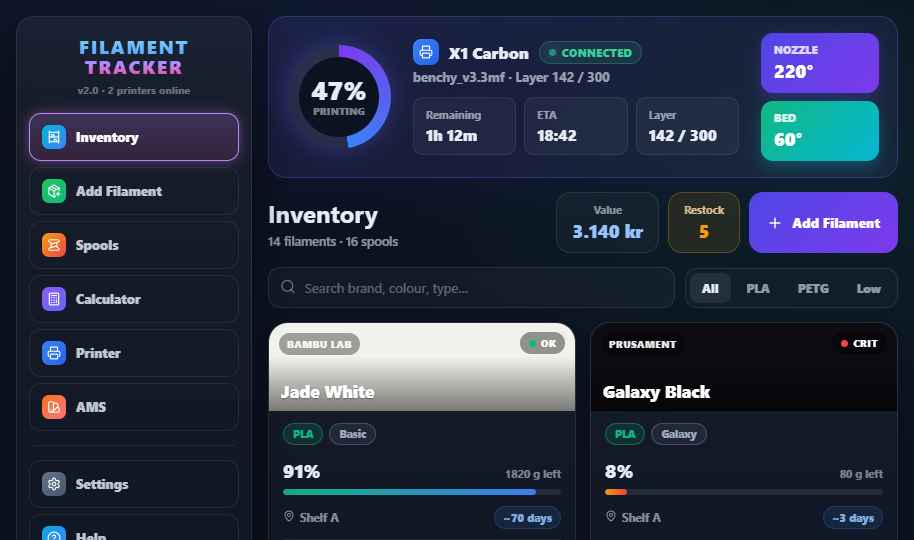 FILAMENT
TRACKER
v2.0 · 2 printers online
Inventory
Add Filament
Spools
Calculator
Printer
AMS
Settings
Help
47%
PRINTING
X1 Carbon
CONNECTED
benchy_v3.3mf · Layer 142 / 300
Remaining
1h 12m
ETA
18:42
Layer
142 / 300
NOZZLE
220°
BED
60°
Inventory
14 filaments · 16 spools
Value
3.140 kr
Restock
5
+ Add Filament
Search brand, colour, type...
All PLA PETG Low
BAMBU LAB
OK
Jade White
PLA Basic
91%
1820 g left
Shelf A
~70 days
PRUSAMENT
CRIT
Galaxy Black
PLA Galaxy
8%
80 g left
Shelf A
~3 days